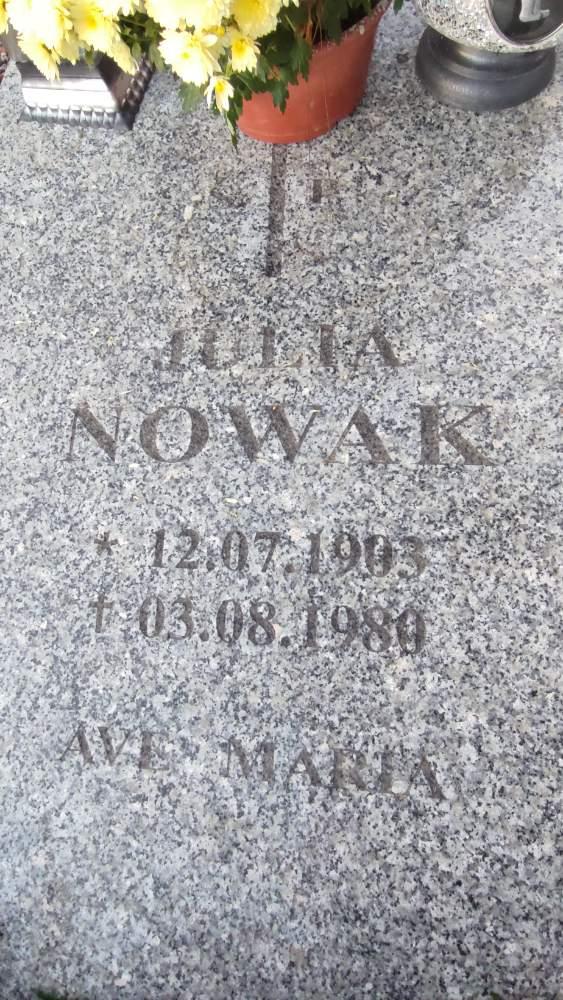 JULIA
NOWAK
* 12.07.1903
† 03.08.1980
AVE MARIA